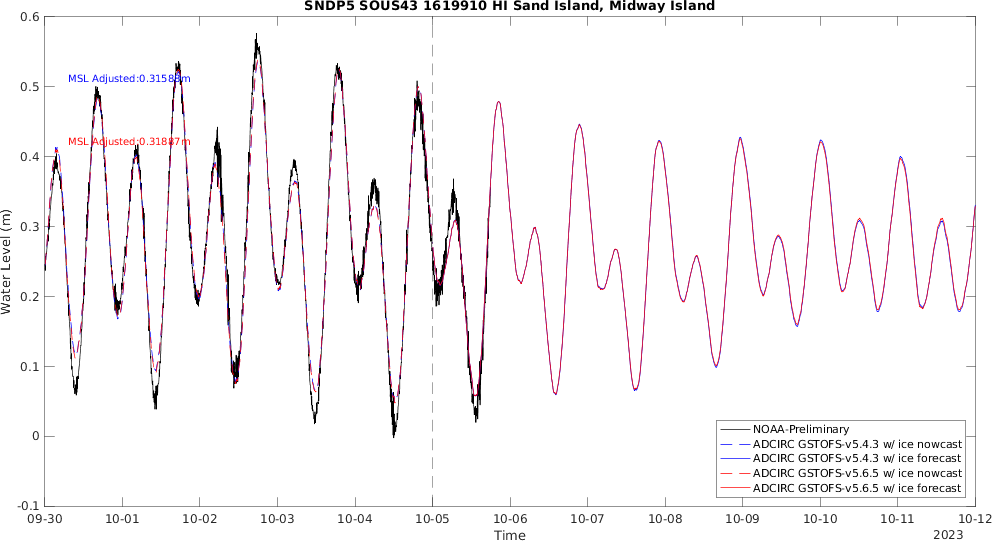 SNDP5 SOUS43 1619910 HI Sand Island, Midway Island
0.6
0.5
0.4
0.3
0.2
0.1
0
-0.1
Water Level (m)
MSL Adjusted:0.31583m
MSL Adjusted:0.31887m
NOAA-Preliminary
ADCIRC GSTOFS-v5.4.3 w/ ice nowcast
ADCIRC GSTOFS-v5.4.3 w/ ice forecast
ADCIRC GSTOFS-v5.6.5 w/ ice nowcast
ADCIRC GSTOFS-v5.6.5 w/ ice forecast
09-30 10-01 10-02 10-03 10-04 10-05 10-06 10-07 10-08 10-09 10-10 10-11 10-12
Time
2023